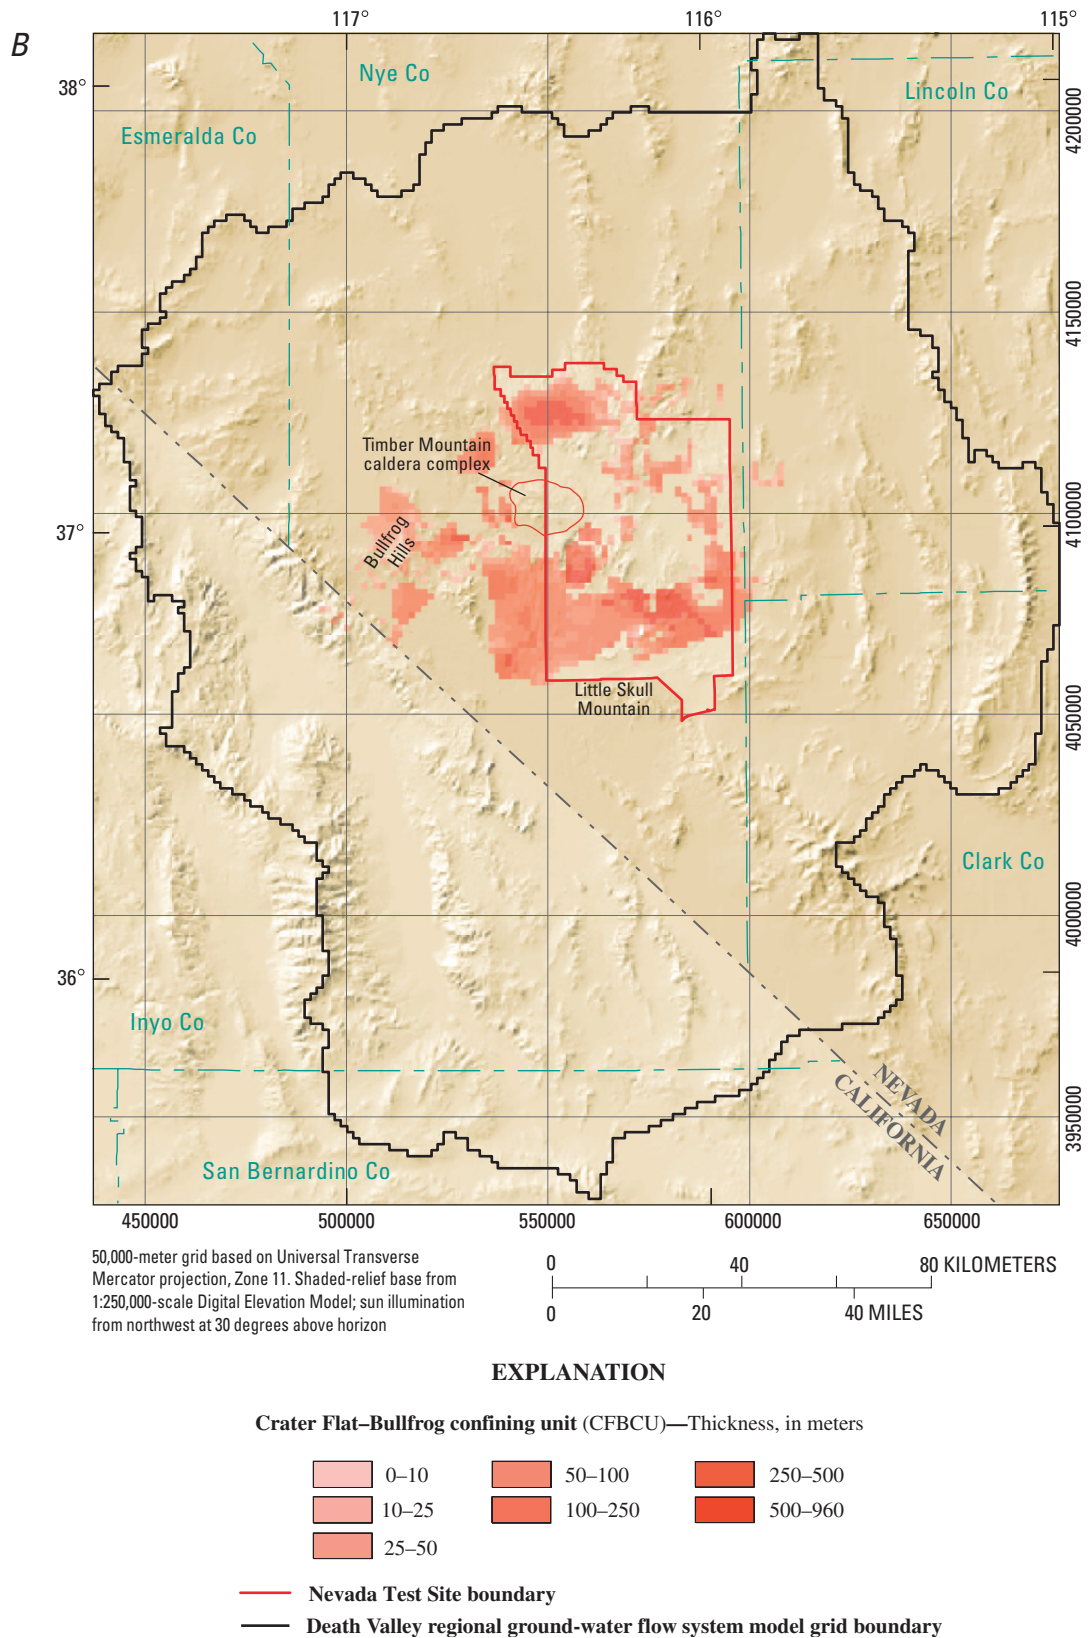 B
117°
116°
115°
38°
Nye Co
Lincoln Co
Esmeralda Co
4200000
4150000
Timber Mountain
caldera complex
4100000
37°
Bullfrog
Hills
Little Skull
Mountain
4050000
Clark Co
4000000
36°
Inyo Co
NEVADA
CALIFORNIA
3950000
San Bernardino Co
450000
500000
550000
600000
650000
50,000-meter grid based on Universal Transverse
Mercator projection, Zone 11. Shaded-relief base from
1:250,000-scale Digital Elevation Model; sun illumination
from northwest at 30 degrees above horizon
0 40 80 KILOMETERS
0 20 40 MILES
EXPLANATION
Crater Flat–Bullfrog confining unit (CFBCU)—Thickness, in meters
0–10
50–100
250–500
10–25
100–250
500–960
25–50
Nevada Test Site boundary
Death Valley regional ground-water flow system model grid boundary